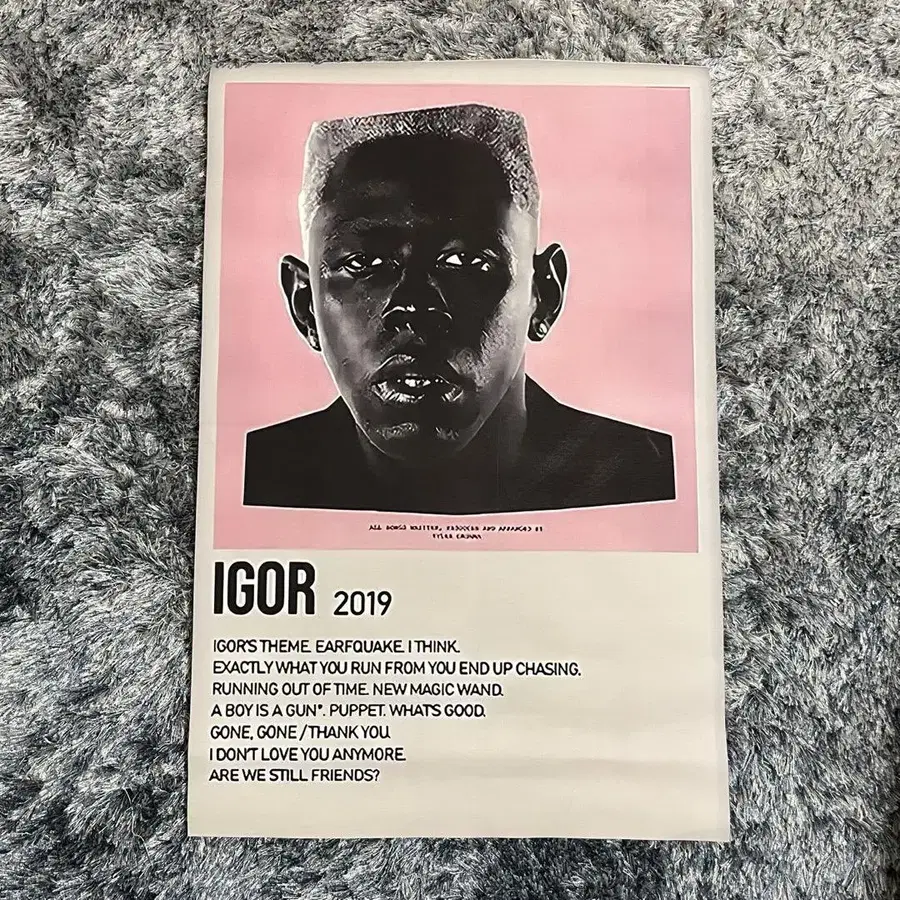 ALL SONGS WRITTEN, PRODUCED AND ARRANGED BY
TYLER OKONMA
IGOR 2019
IGOR'S THEME. EARFQUAKE. I THINK.
EXACTLY WHAT YOU RUN FROM YOU END UP CHASING.
RUNNING OUT OF TIME. NEW MAGIC WAND.
A BOY IS A GUN*. PUPPET. WHAT'S GOOD.
GONE, GONE / THANK YOU.
I DON'T LOVE YOU ANYMORE.
ARE WE STILL FRIENDS?